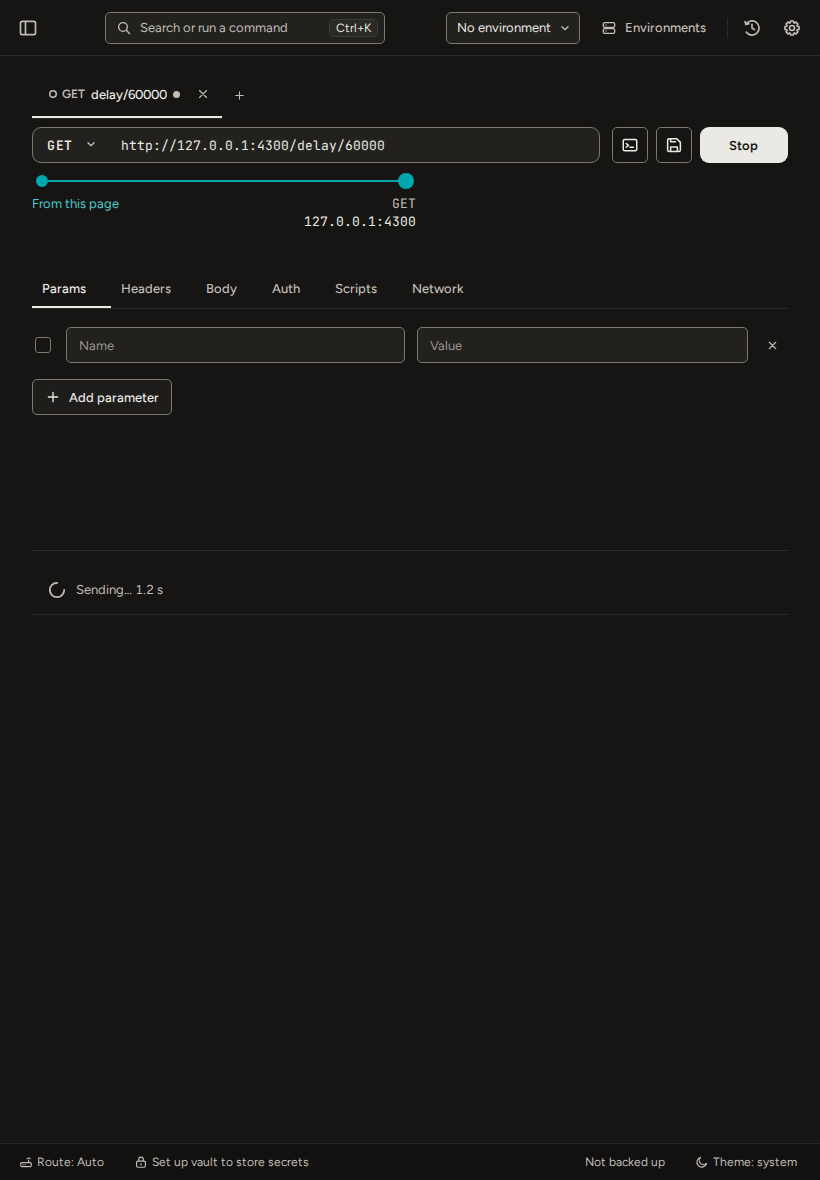 Search or run a command Ctrl+K No environment Environments
GET delay/60000
GET http://127.0.0.1:4300/delay/60000 Stop
From this page GET
127.0.0.1:4300
Params Headers Body Auth Scripts Network
Name Value
Add parameter
Sending... 1.2 s
Route: Auto Set up vault to store secrets Not backed up Theme: system